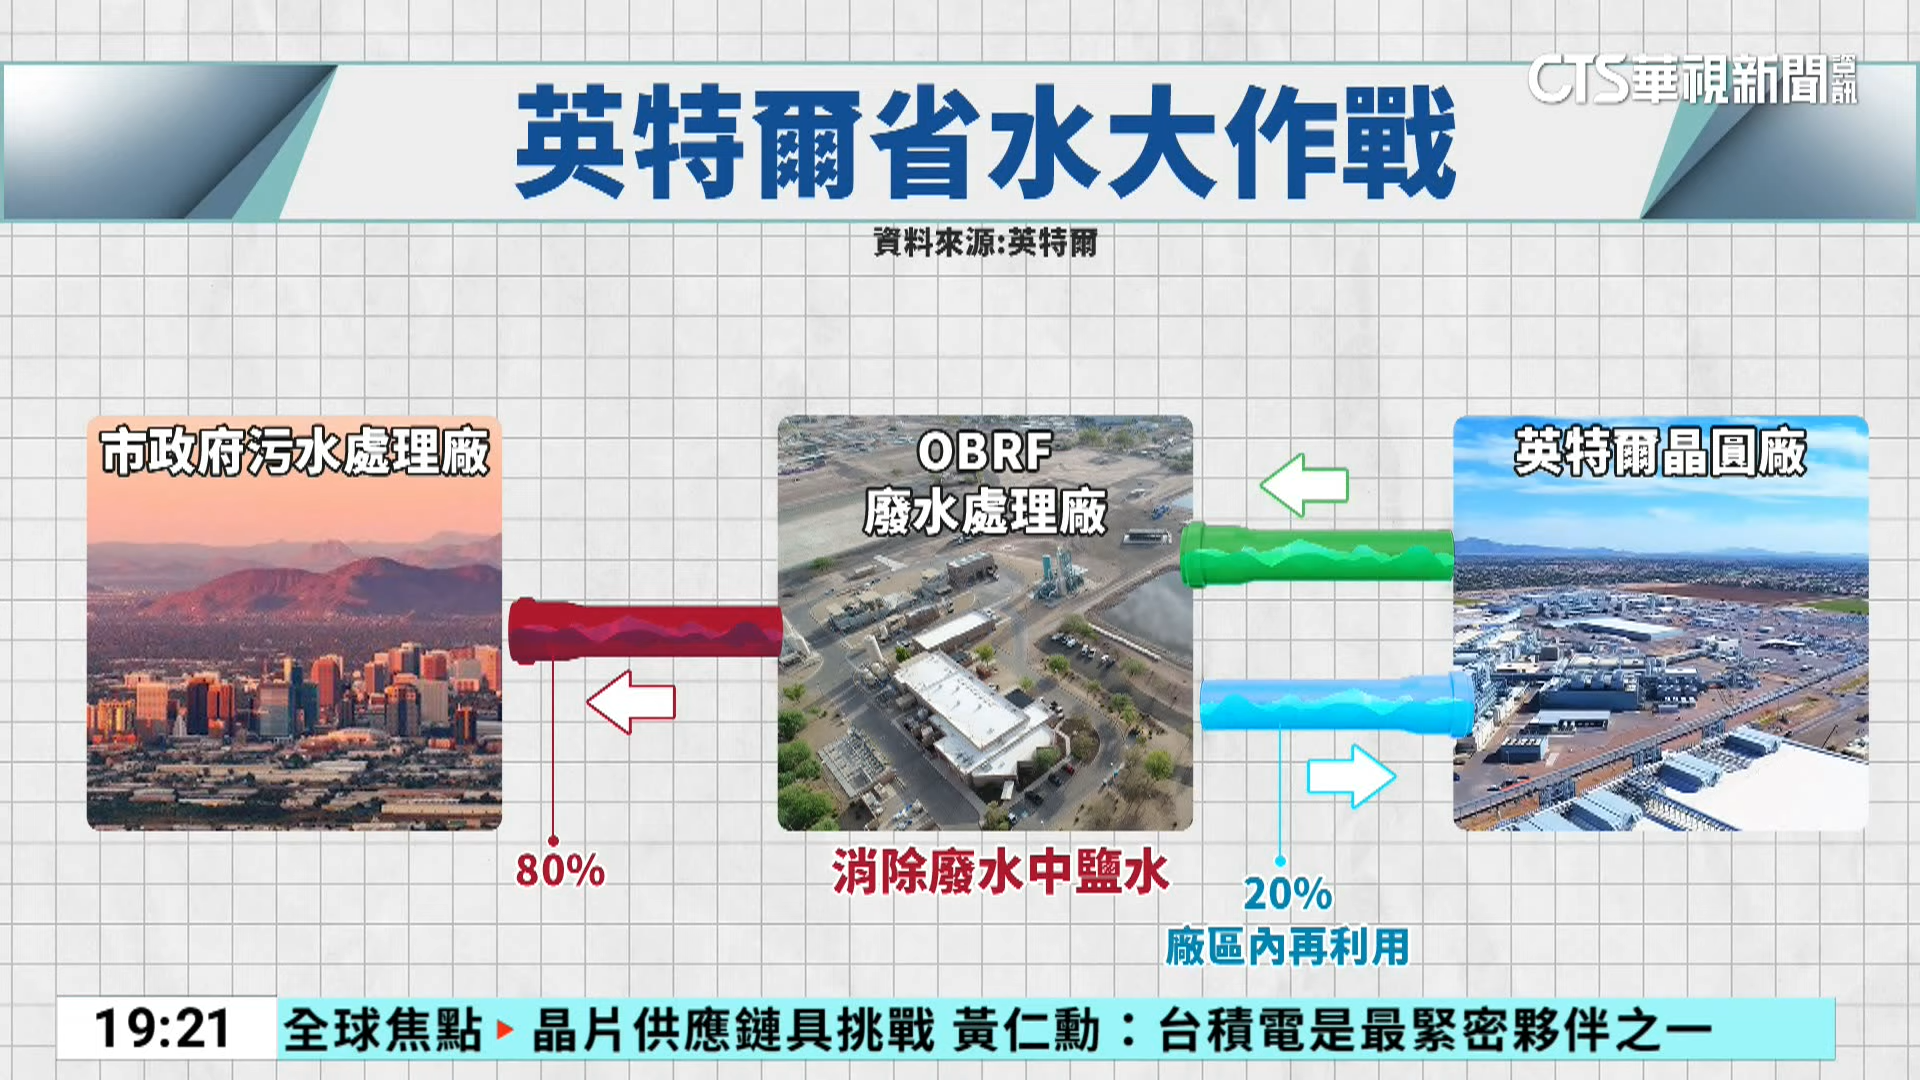 CTS華視新聞資訊
英特爾省水大作戰
資料來源:英特爾
市政府污水處理廠
OBRF
廢水處理廠
英特爾晶圓廠
80%
消除廢水中鹽水
20%
廠區內再利用
19:21 全球焦點▶晶片供應鏈具挑戰 黃仁勳：台積電是最緊密夥伴之一